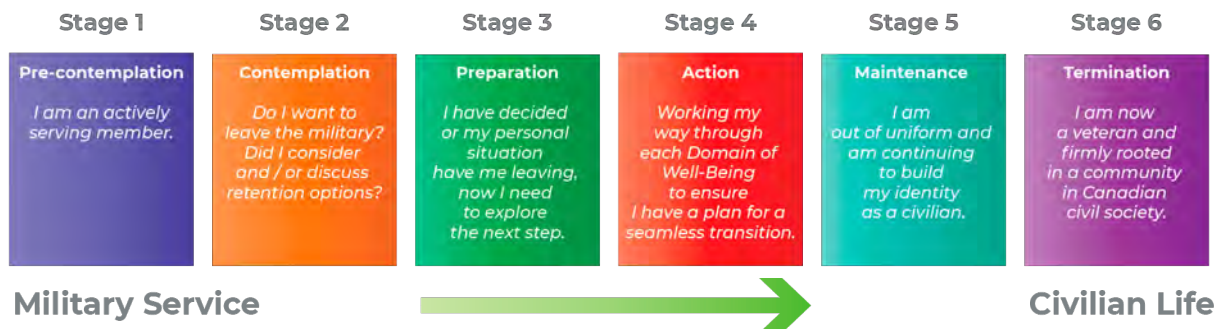 Stage 1
Stage 2
Stage 3
Stage 4
Stage 5
Stage 6
Pre-contemplation
I am an actively
serving member.
Contemplation
Do I want to
leave the military?
Did I consider
and / or discuss
retention options?
Preparation
I have decided
or my personal
situation
have me leaving,
now I need
to explore
the next step.
Action
Working my
way through
each Domain of
Well-Being
to ensure
I have a plan for a
seamless transition.
Maintenance
I am
out of uniform and
am continuing
to build
my identity
as a civilian.
Termination
I am now
a veteran and
firmly rooted
in a community
in Canadian
civil society.
Military Service
Civilian Life